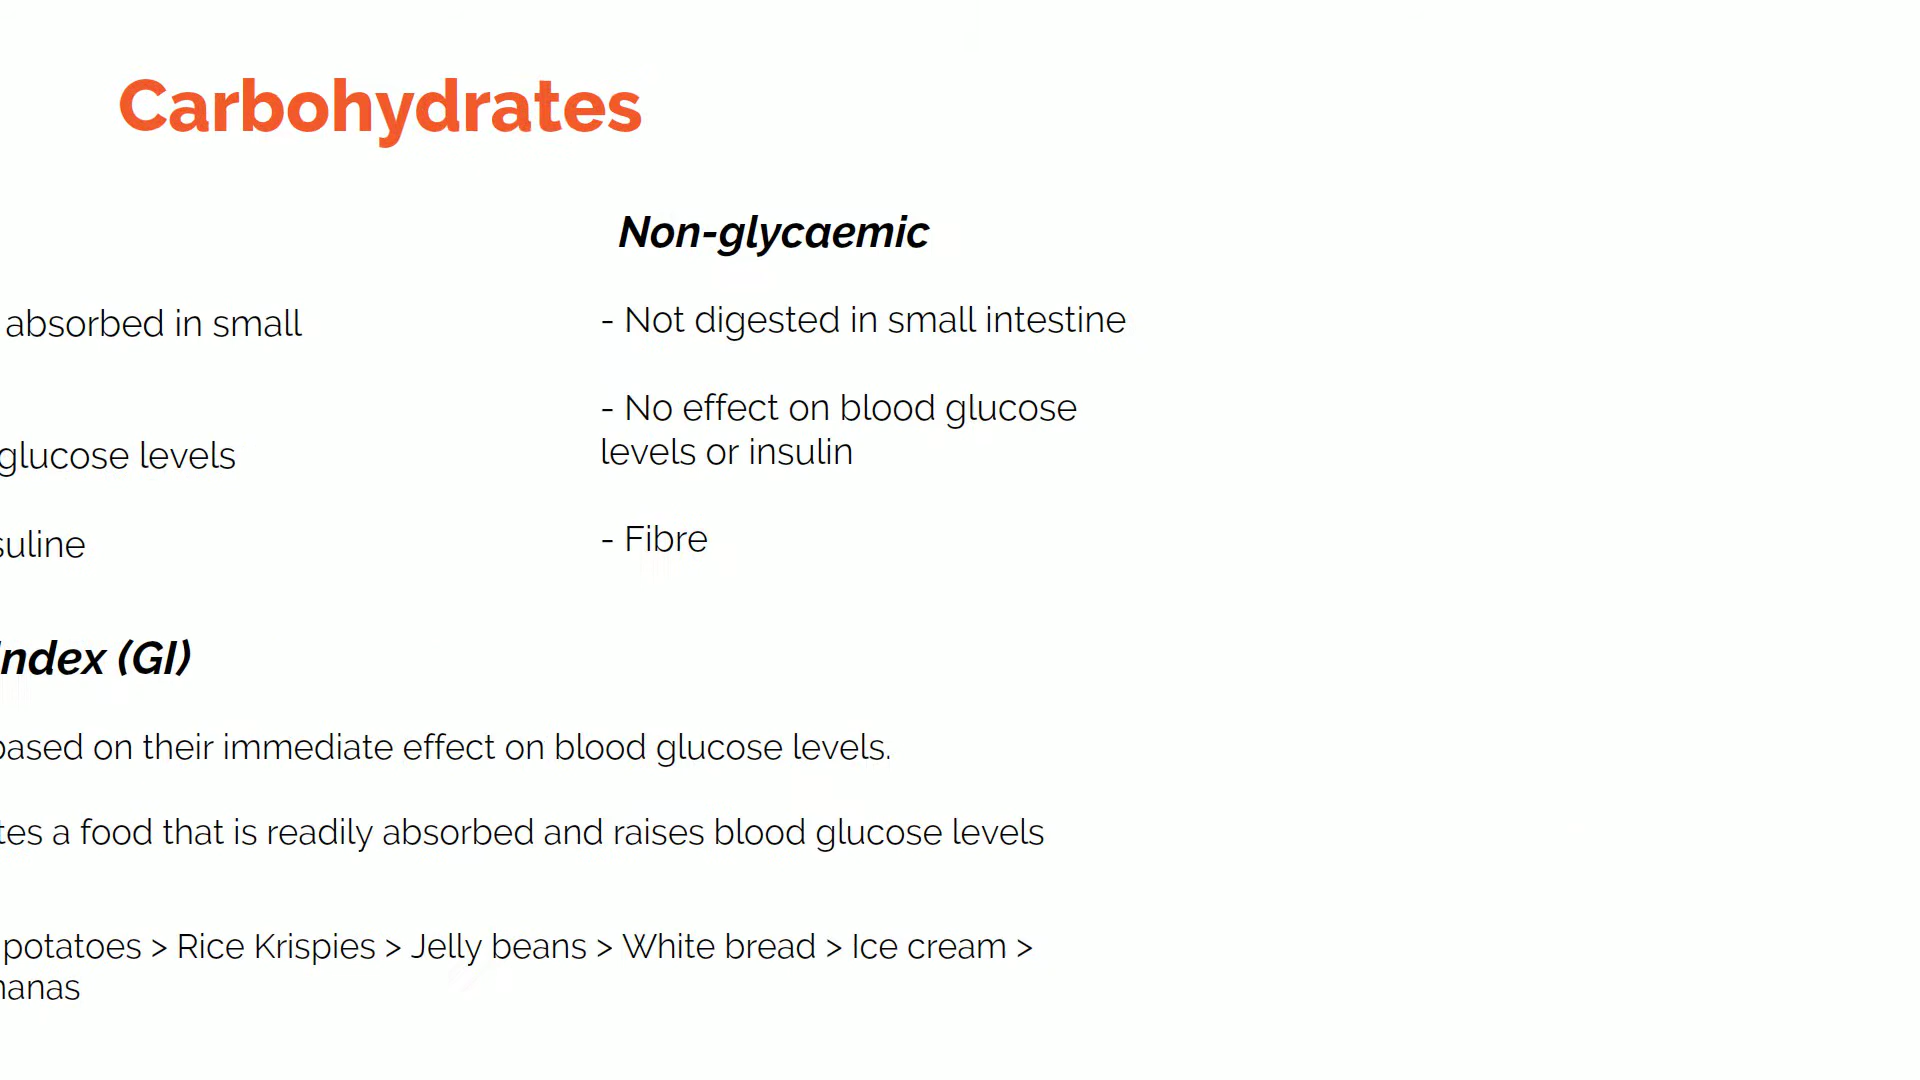 Carbohydrates
Non-glycaemic
absorbed in small
- Not digested in small intestine
- No effect on blood glucose
glucose levels
levels or insulin
suline
- Fibre
Index (GI)
based on their immediate effect on blood glucose levels.
tes a food that is readily absorbed and raises blood glucose levels
potatoes > Rice Krispies > Jelly beans > White bread > Ice cream >
nanas